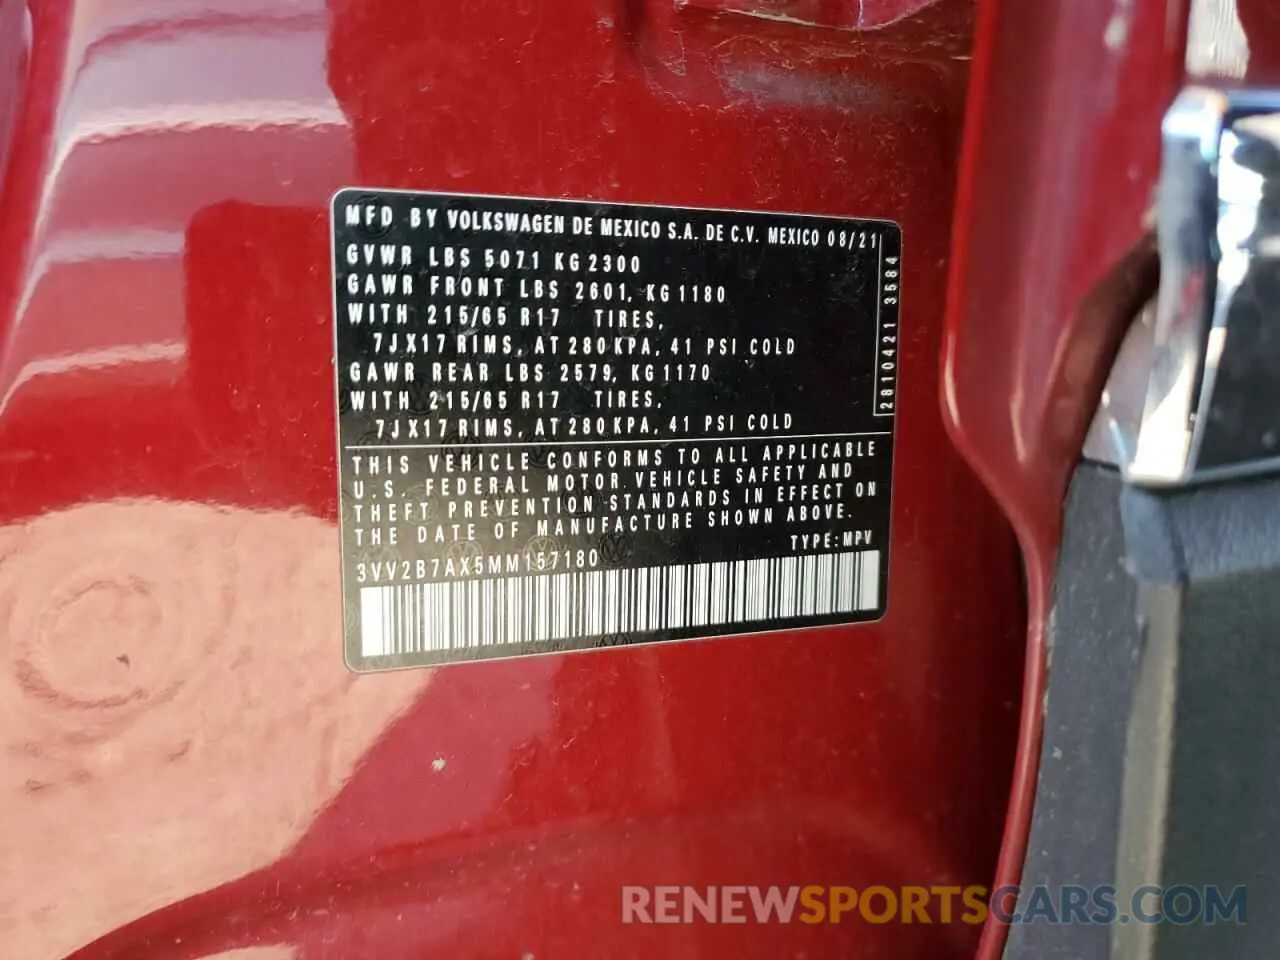 MFD BY VOLKSWAGEN DE MEXICO S.A. DE C.V. MEXICO 08/21
GVWR LBS 5071 KG 2300
GAWR FRONT LBS 2601, KG 1180
WITH 215/65 R17 TIRES,
7JX17 RIMS, AT 280 KPA, 41 PSI COLD
GAWR REAR LBS 2579, KG 1170
WITH 215/65 R17 TIRES,
7JX17 RIMS, AT 280 KPA, 41 PSI COLD
2810421 3584
THIS VEHICLE CONFORMS TO ALL APPLICABLE
U.S. FEDERAL MOTOR VEHICLE SAFETY AND
THEFT PREVENTION STANDARDS IN EFFECT ON
THE DATE OF MANUFACTURE SHOWN ABOVE.
TYPE: MPV
3VV2B7AX5MM157180
RENEWSPORTSCARS.COM